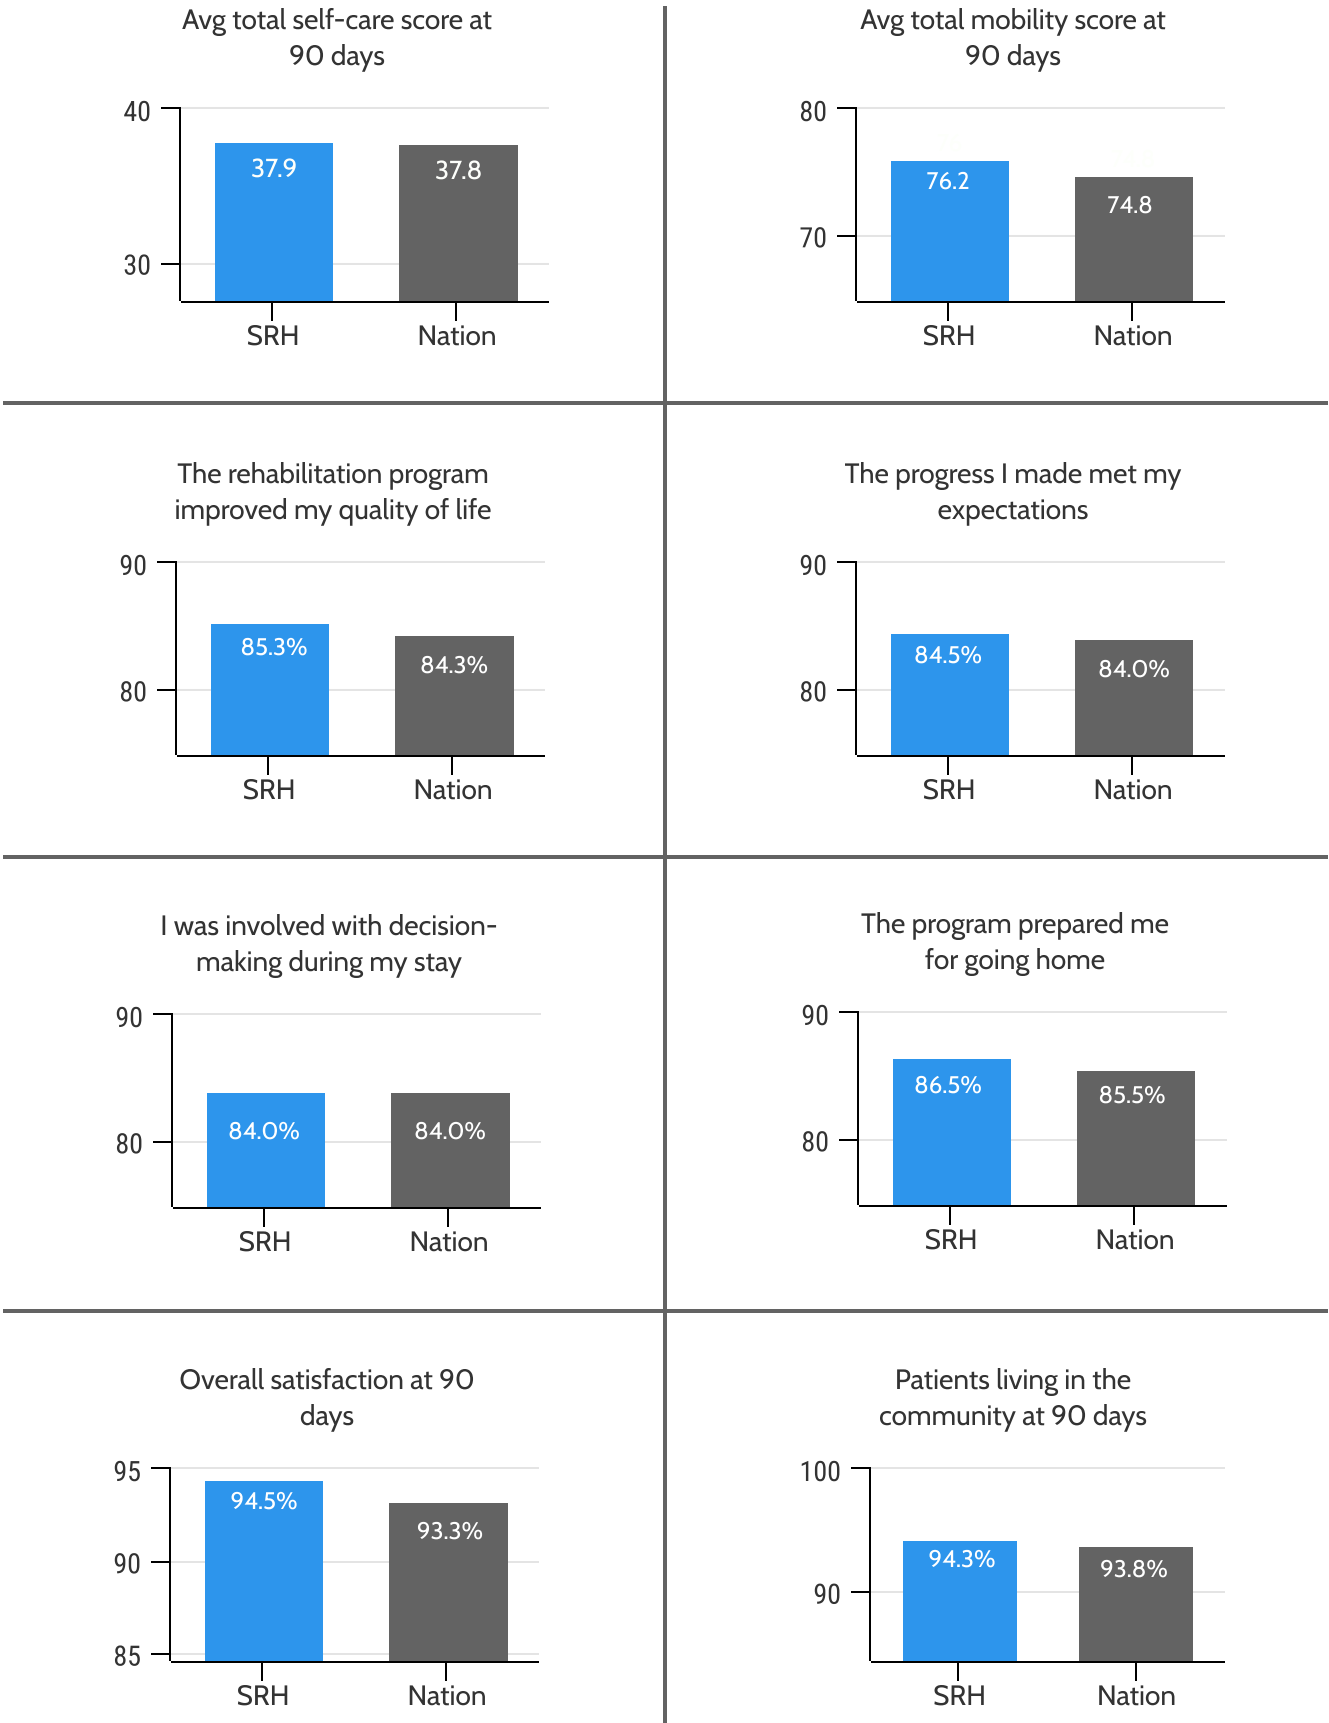 Avg total self-care score at
90 days
40
37.9
37.8
30
SRH
Nation
Avg total mobility score at
90 days
80
76.2
74.8
70
SRH
Nation
The rehabilitation program
improved my quality of life
90
85.3%
84.3%
80
SRH
Nation
The progress I made met my
expectations
90
84.5%
84.0%
80
SRH
Nation
I was involved with decision-
making during my stay
90
84.0%
84.0%
80
SRH
Nation
The program prepared me
for going home
90
86.5%
85.5%
80
SRH
Nation
Overall satisfaction at 90
days
95
94.5%
93.3%
90
85
SRH
Nation
Patients living in the
community at 90 days
100
94.3%
93.8%
90
SRH
Nation